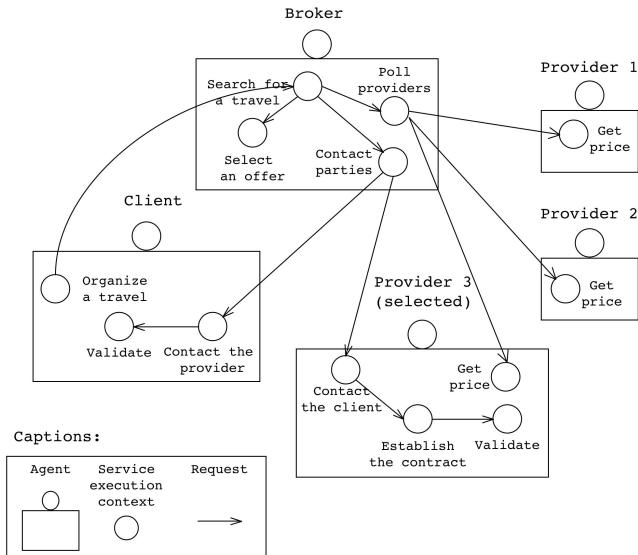 Broker
Search for
a travel
Poll
providers
Select
an offer
Contact
parties
Provider 1
Get
price
Provider 2
Get
price
Client
Organize
a travel
Validate
Contact the
provider
Provider 3
(selected)
Contact
the client
Get
price
Establish
the contract
Validate
Captions:
Agent
Service
execution
context
Request